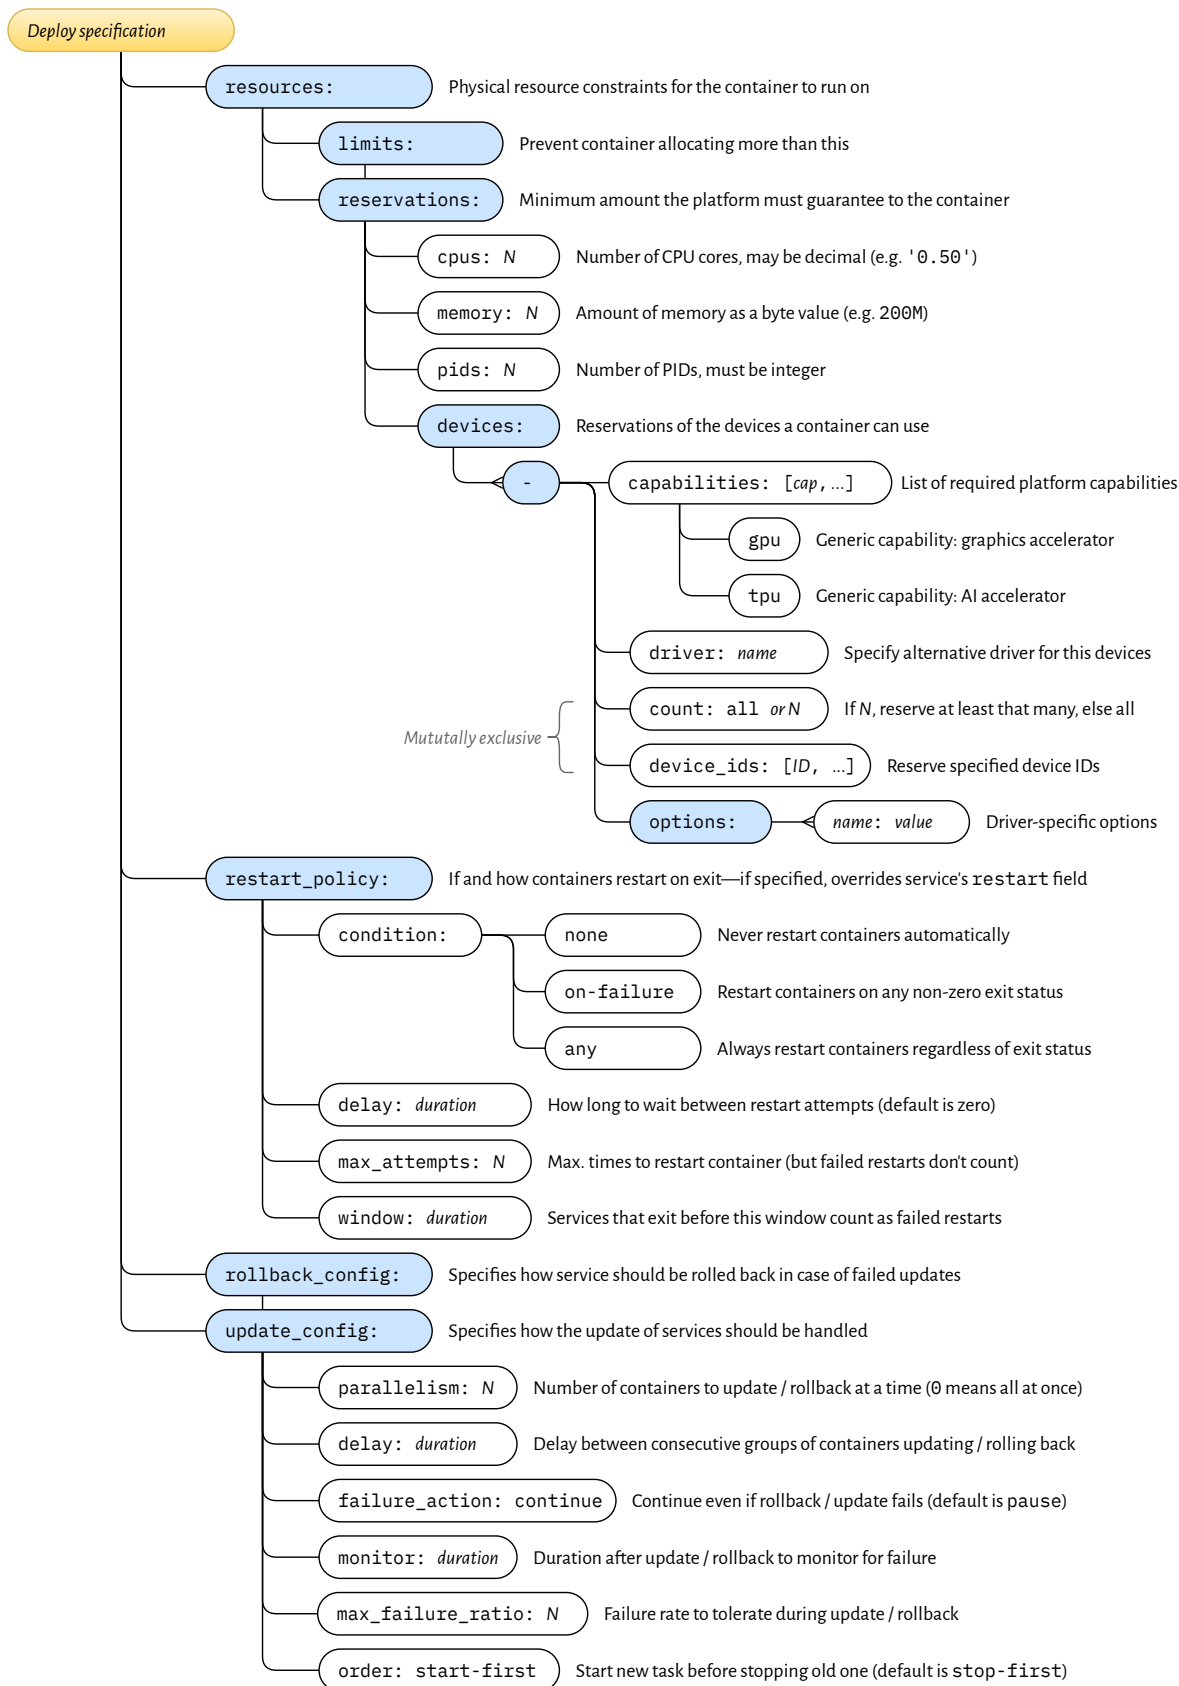 Deploy specification
resources: Physical resource constraints for the container to run on
limits: Prevent container allocating more than this
reservations: Minimum amount the platform must guarantee to the container
cpus: N Number of CPU cores, may be decimal (e.g. '0.50')
memory: N Amount of memory as a byte value (e.g. 200M)
pids: N Number of PIDs, must be integer
devices: Reservations of the devices a container can use
- capabilities: [cap, ...] List of required platform capabilities
gpu Generic capability: graphics accelerator
tpu Generic capability: AI accelerator
driver: name Specify alternative driver for this devices
count: all or N If N, reserve at least that many, else all
Mututally exclusive
device_ids: [ID, ...] Reserve specified device IDs
options: name: value Driver-specific options
restart_policy: If and how containers restart on exit—if specified, overrides service's restart field
condition: none Never restart containers automatically
on-failure Restart containers on any non-zero exit status
any Always restart containers regardless of exit status
delay: duration How long to wait between restart attempts (default is zero)
max_attempts: N Max. times to restart container (but failed restarts don't count)
window: duration Services that exit before this window count as failed restarts
rollback_config: Specifies how service should be rolled back in case of failed updates
update_config: Specifies how the update of services should be handled
parallelism: N Number of containers to update / rollback at a time (0 means all at once)
delay: duration Delay between consecutive groups of containers updating / rolling back
failure_action: continue Continue even if rollback / update fails (default is pause)
monitor: duration Duration after update / rollback to monitor for failure
max_failure_ratio: N Failure rate to tolerate during update / rollback
order: start-first Start new task before stopping old one (default is stop-first)